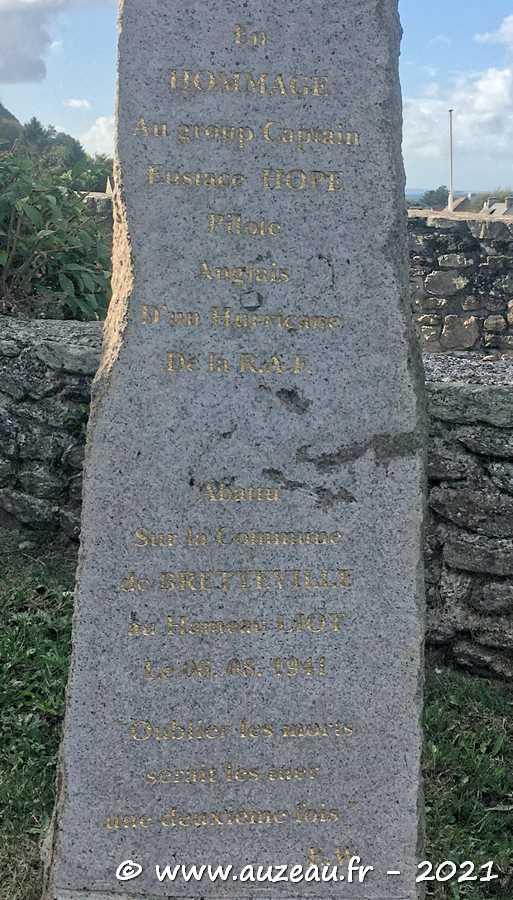 En
HOMMAGE
Au group Captain
Eustace HOPE
Pilote
Anglais
D'un Hurricane
De la R.A.F.
Abattu
Sur la Commune
de BRETTEVILLE
au Hameau LIOT
Le 06. 08. 1941
"Oublier les morts
serait les tuer
une deuxième fois"
E.W.
© www.auzeau.fr - 2021